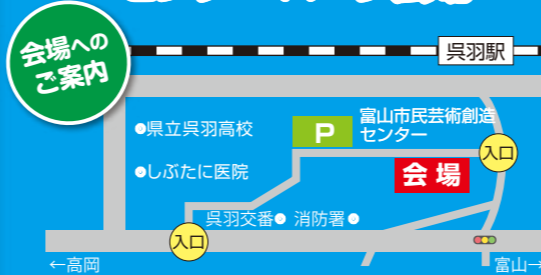 会場への
ご案内
呉羽駅
県立呉羽高校
P
富山市民芸術創造
センター
入口
しぶたに医院
会場
呉羽交番
消防署
入口
←高岡
富山→